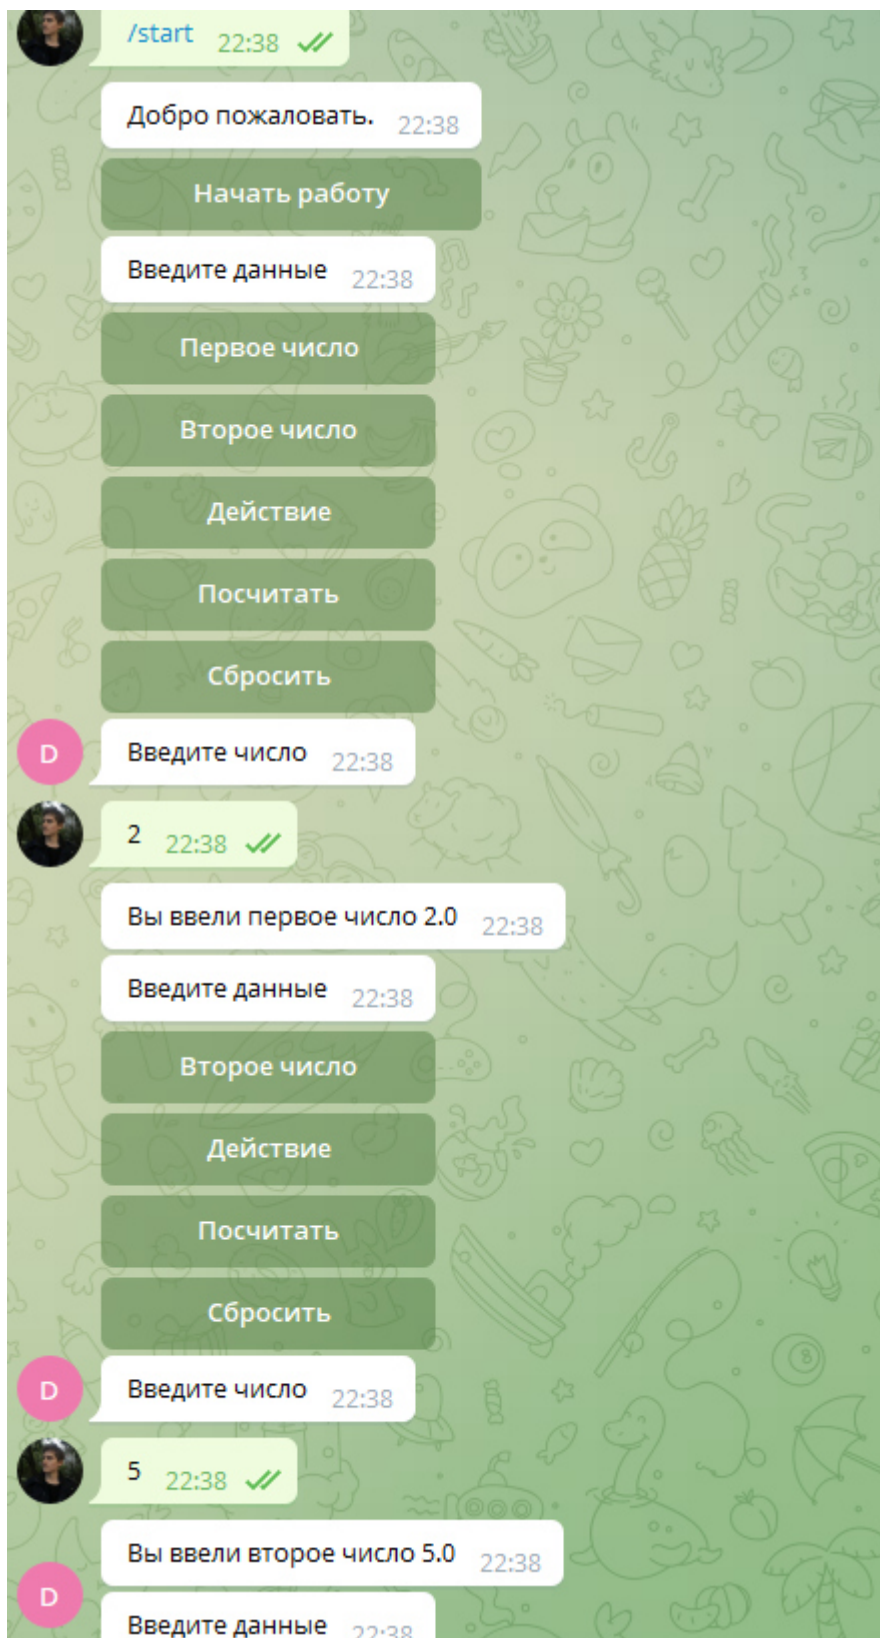 /start 22:38
Добро пожаловать. 22:38
Начать работу
Введите данные 22:38
Первое число
Второе число
Действие
Посчитать
Сбросить
D
Введите число 22:38
2 22:38
Вы ввели первое число 2.0 22:38
Введите данные 22:38
Второе число
Действие
Посчитать
Сбросить
D
Введите число 22:38
5 22:38
Вы ввели второе число 5.0 22:38
D
Введите данные 22:38